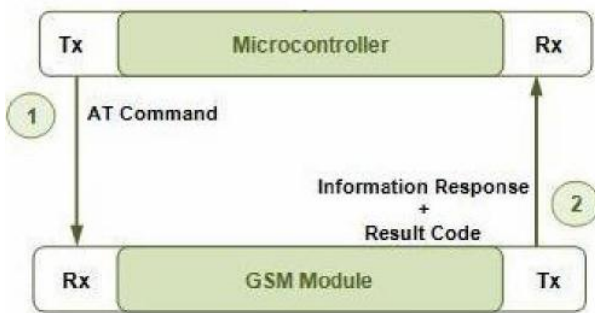 Tx Microcontroller Rx
1 AT Command
Information Response
+
Result Code
2
Rx GSM Module Tx